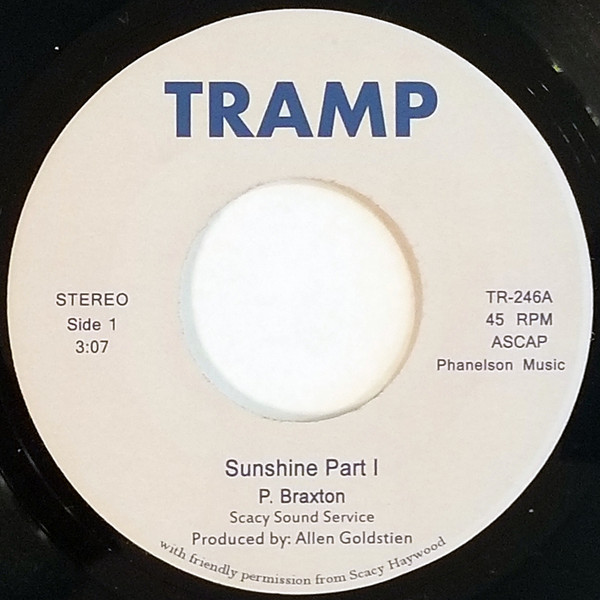 TRAMP
STEREO
Side 1
3:07
TR-246A
45 RPM
ASCAP
Phanelson Music
Sunshine Part I
P. Braxton
Scacy Sound Service
Produced by: Allen Goldstien
with friendly permission from Scacy Haywood